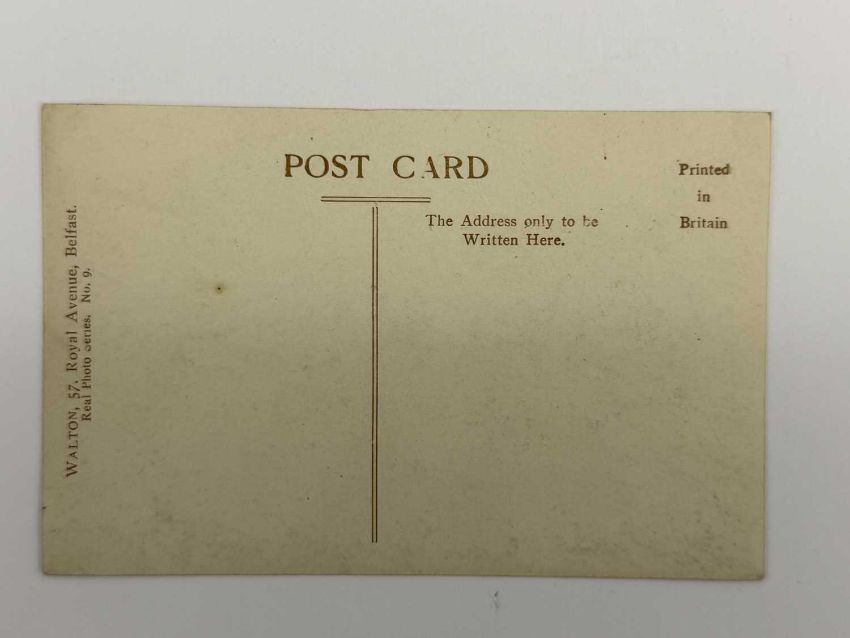 POST CARD
Printed
in
Britain
The Address only to be
Written Here.
WALTON, 57, Royal Avenue, Belfast.
Real Photo Series. No. 9.